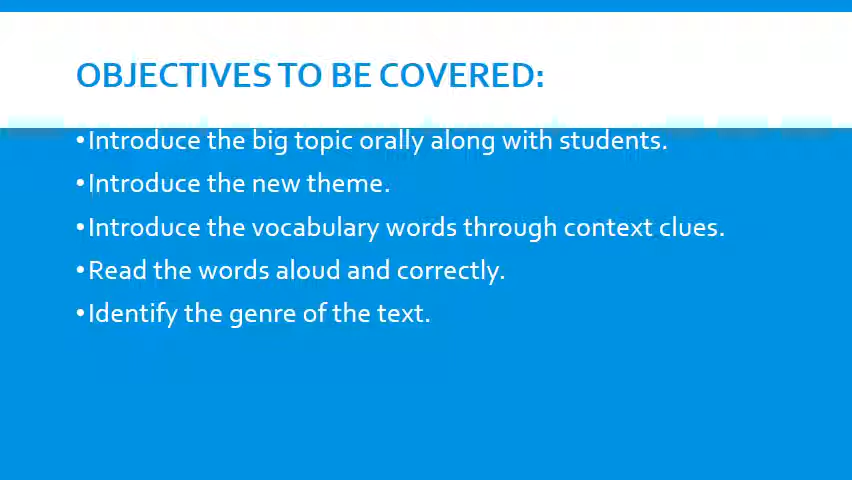 OBJECTIVES TO BE COVERED:
•Introduce the big topic orally along with students.
•Introduce the new theme.
•Introduce the vocabulary words through context clues.
•Read the words aloud and correctly.
•Identify the genre of the text.